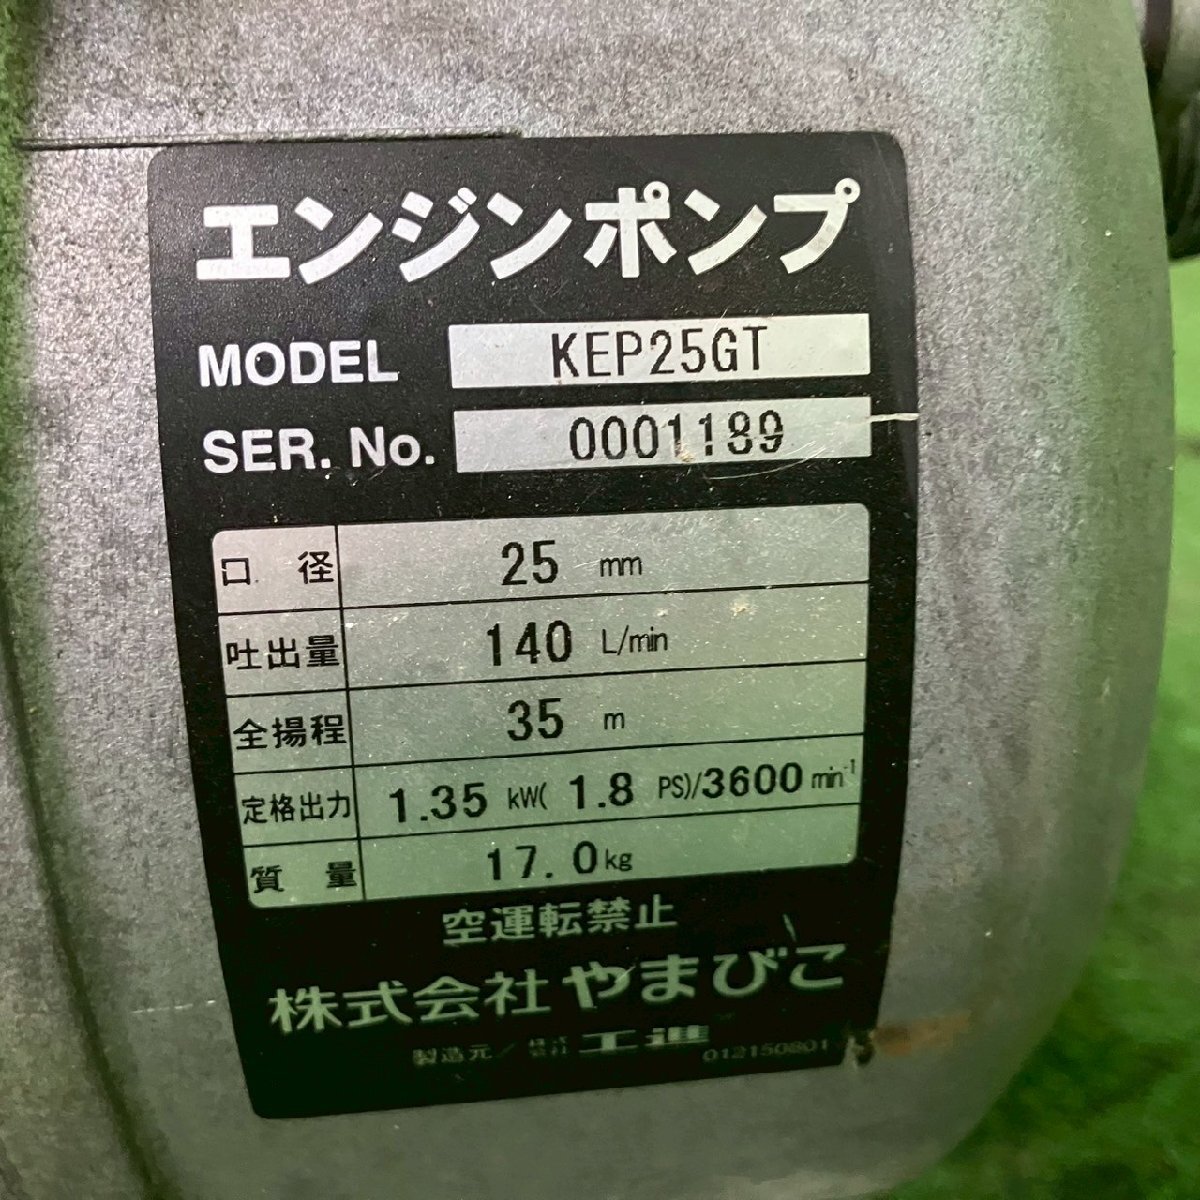 エンジンポンプ
MODEL KEP25GT
SER. No. 0001189
口 径 25 mm
吐出量 140 L/min
全揚程 35 m
定格出力 1.35 kW( 1.8 PS)/3600 min-1
質 量 17.0kg
空運転禁止
株式会社やまびこ
製造元/株式会社 工進 012150801